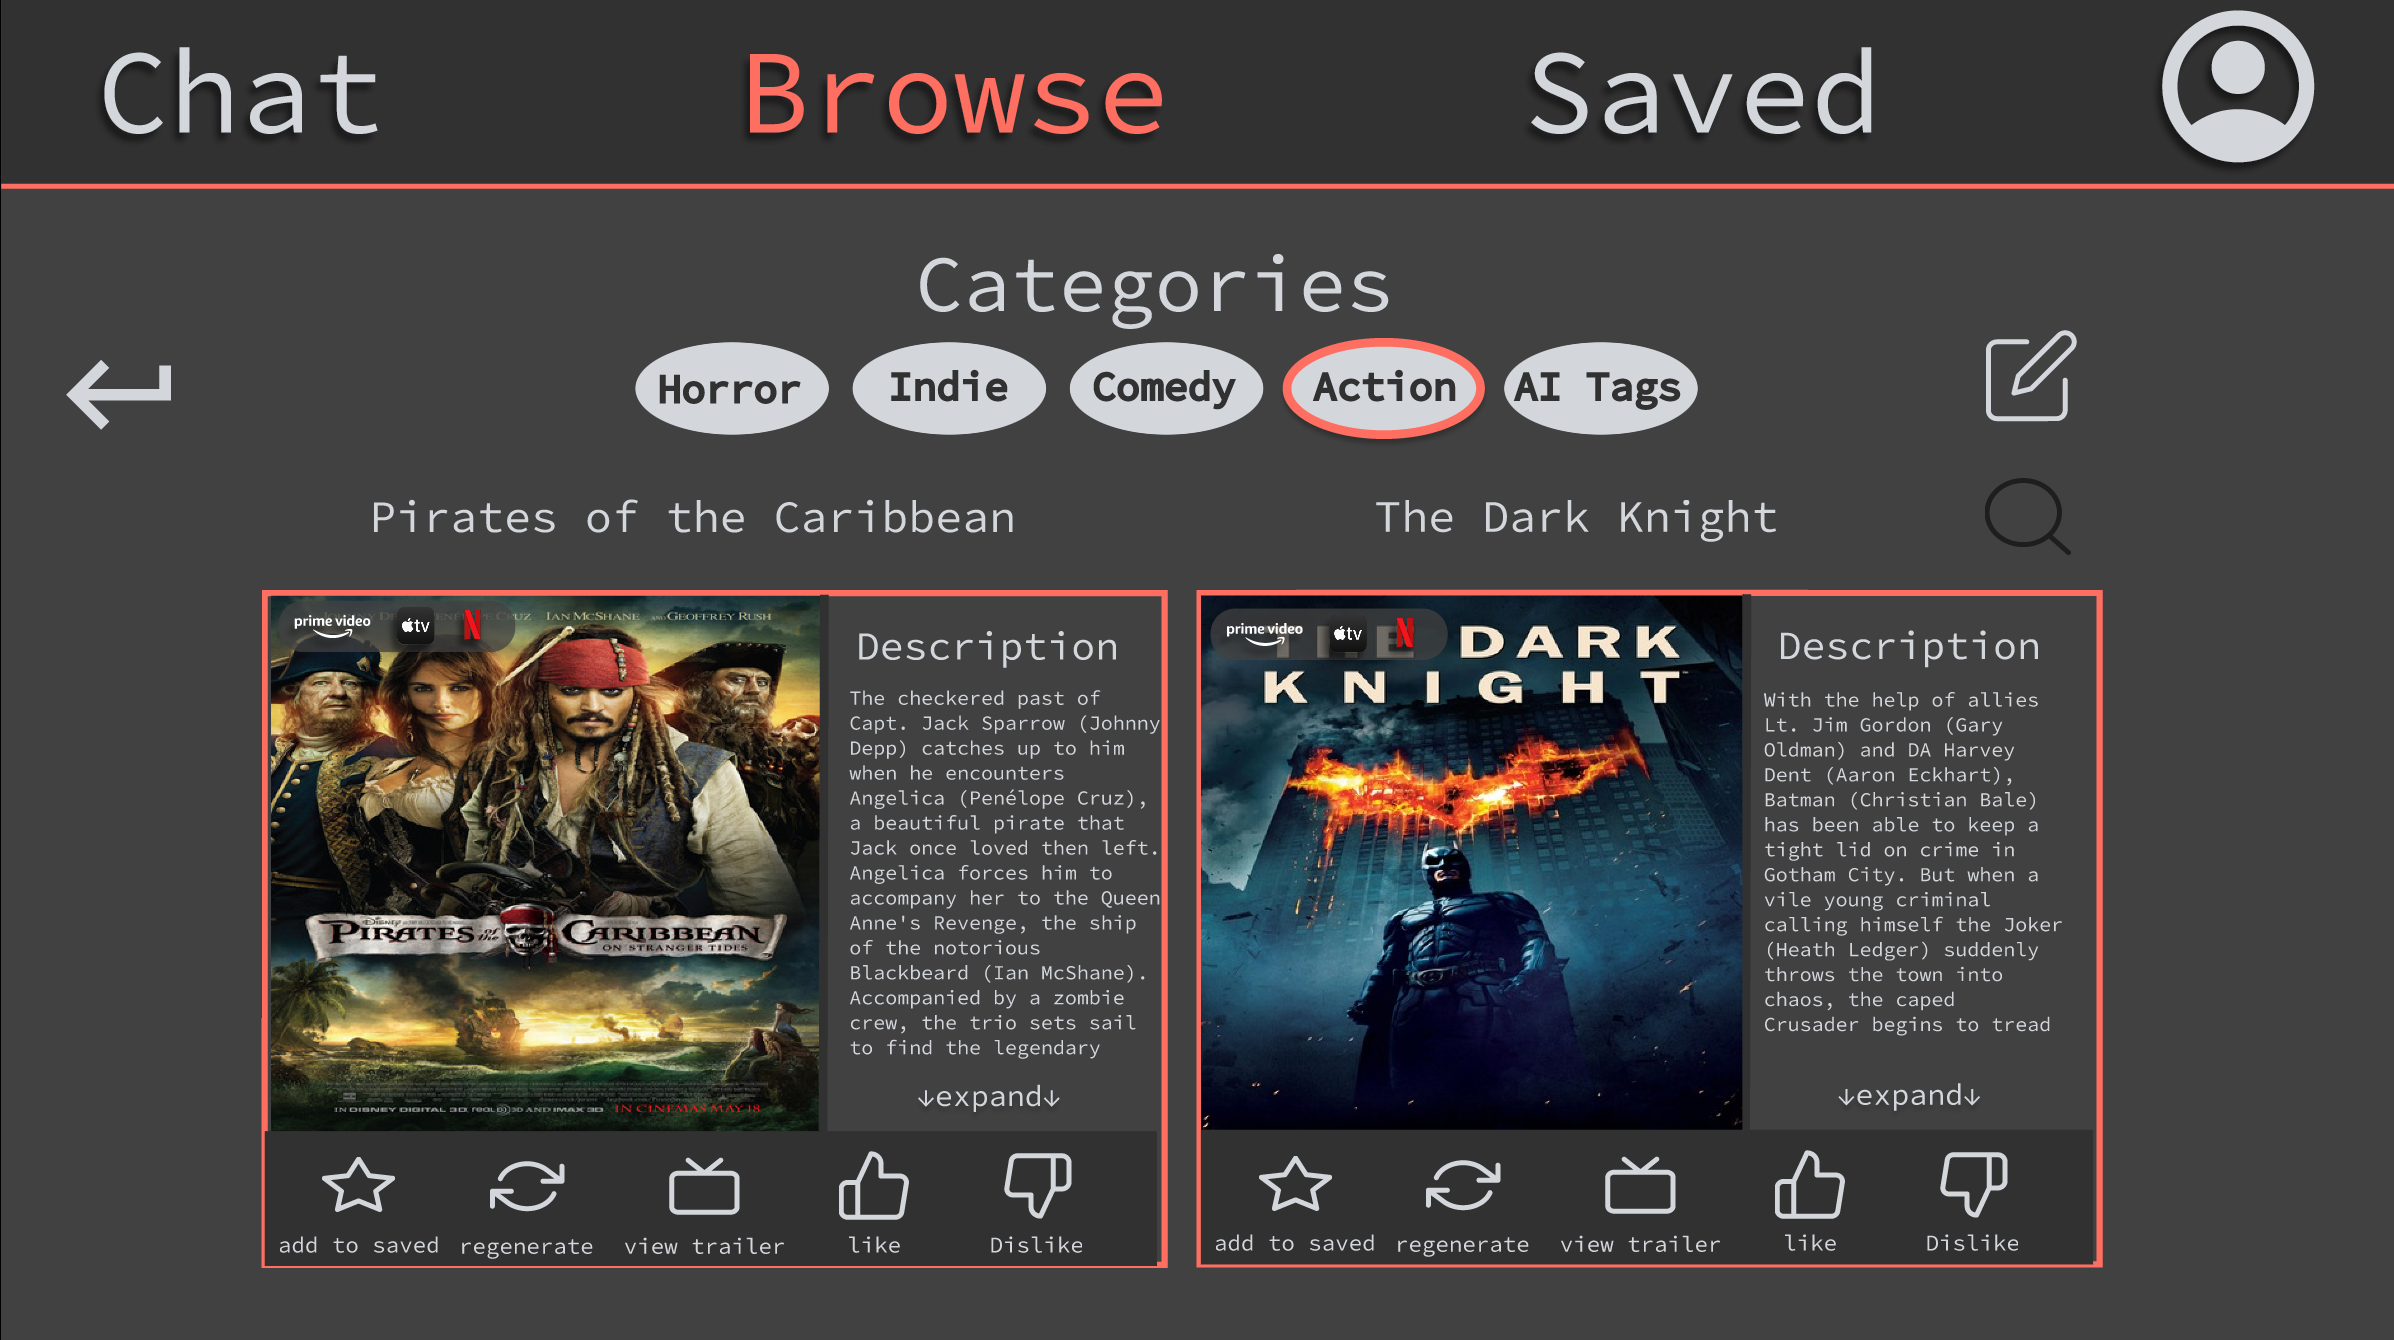 Chat Browse Saved
Categories
Horror Indie Comedy Action AI Tags
Pirates of the Caribbean
The Dark Knight
prime video tv N
CRUZ IAN McSHANE AND GEOFFREY RUSH
DISNEY
PIRATES of the CARIBBEAN
ON STRANGER TIDES
IN DISNEY DIGITAL 3D, REAL D 3D AND IMAX 3D IN CINEMAS MAY 18
Description
The checkered past of
Capt. Jack Sparrow (Johnny
Depp) catches up to him
when he encounters
Angelica (Penélope Cruz),
a beautiful pirate that
Jack once loved then left.
Angelica forces him to
accompany her to the Queen
Anne's Revenge, the ship
of the notorious
Blackbeard (Ian McShane).
Accompanied by a zombie
crew, the trio sets sail
to find the legendary
↓expand↓
add to saved regenerate view trailer like Dislike
prime video tv N
THE DARK
KNIGHT
Description
With the help of allies
Lt. Jim Gordon (Gary
Oldman) and DA Harvey
Dent (Aaron Eckhart),
Batman (Christian Bale)
has been able to keep a
tight lid on crime in
Gotham City. But when a
vile young criminal
calling himself the Joker
(Heath Ledger) suddenly
throws the town into
chaos, the caped
Crusader begins to tread
↓expand↓
add to saved regenerate view trailer like Dislike